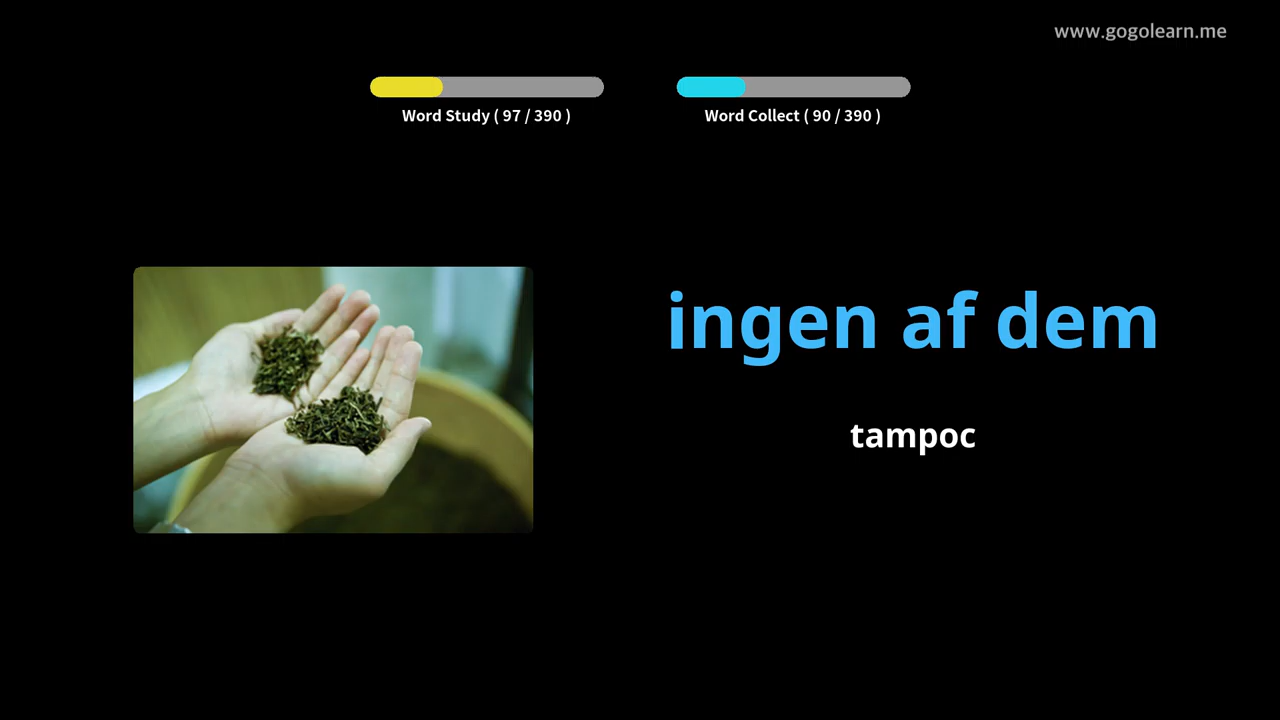 www.gogolearn.me
Word Study ( 97 / 390 )
Word Collect ( 90 / 390 )
ingen af dem
tampoc